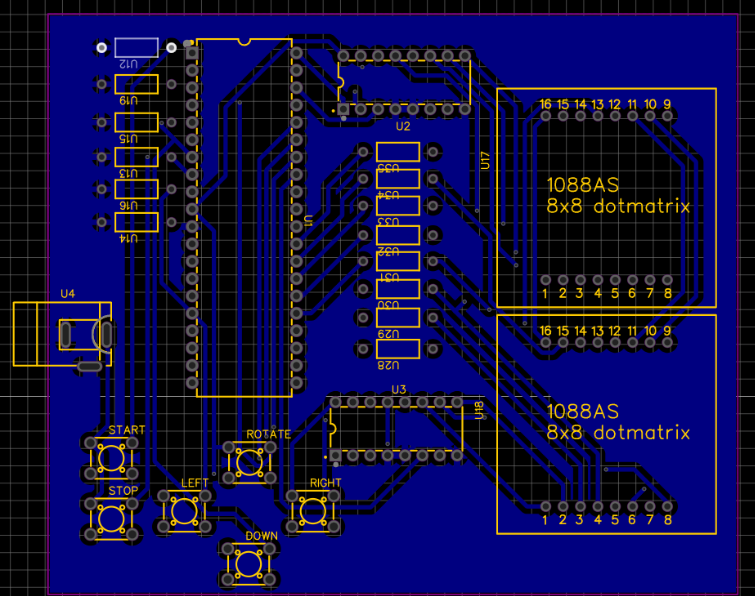 U12
U19
U15
U13
U16
U14
U4
U1
U2
U17
U35
U34
U33
U32
U31
U30
U29
U28
16 15 14 13 12 11 10 9
1088AS
8x8 dotmatrix
1 2 3 4 5 6 7 8
16 15 14 13 12 11 10 9
1088AS
8x8 dotmatrix
1 2 3 4 5 6 7 8
U3
U18
START
ROTATE
STOP
LEFT
RIGHT
DOWN